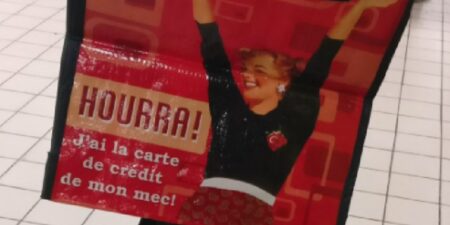 HOURRA!
J'ai la carte
de crédit
de mon mec!